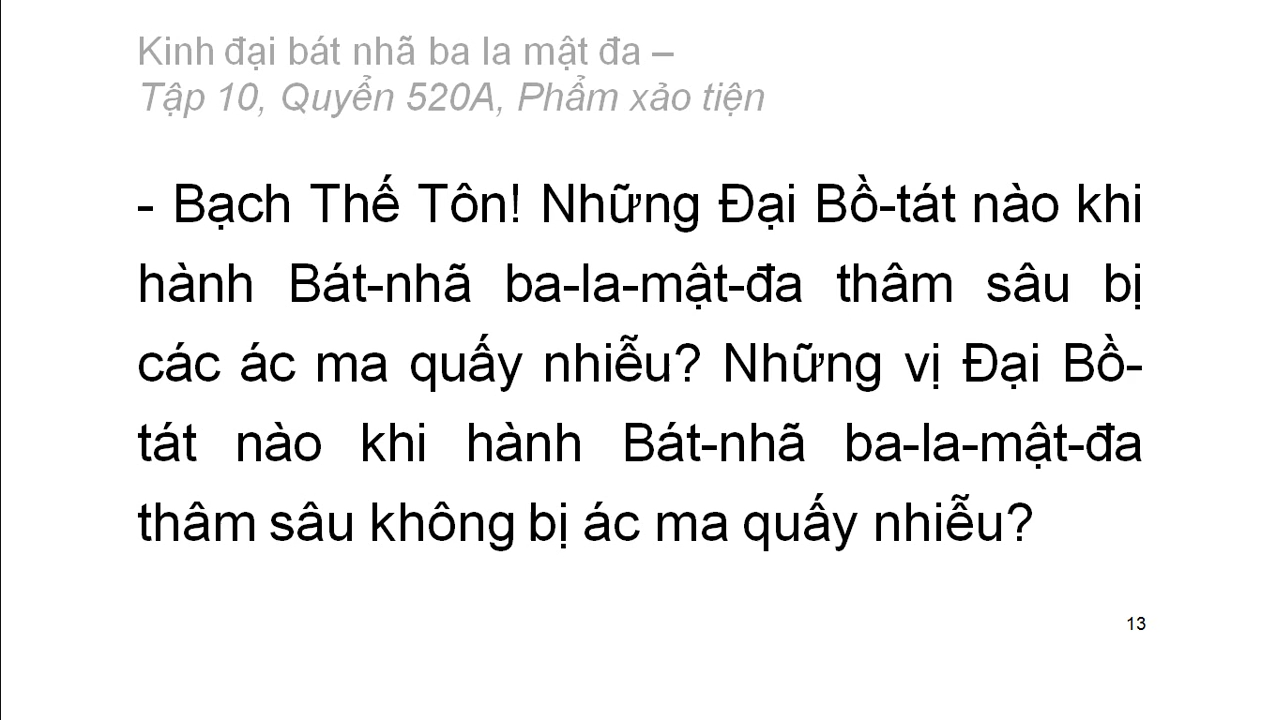 Kinh đại bát nhã ba la mật đa –
Tập 10, Quyển 520A, Phẩm xảo tiện
- Bạch Thế Tôn! Những Đại Bồ-tát nào khi
hành Bát-nhã ba-la-mật-đa thâm sâu bị
các ác ma quấy nhiễu? Những vị Đại Bồ-
tát nào khi hành Bát-nhã ba-la-mật-đa
thâm sâu không bị ác ma quấy nhiễu?
13